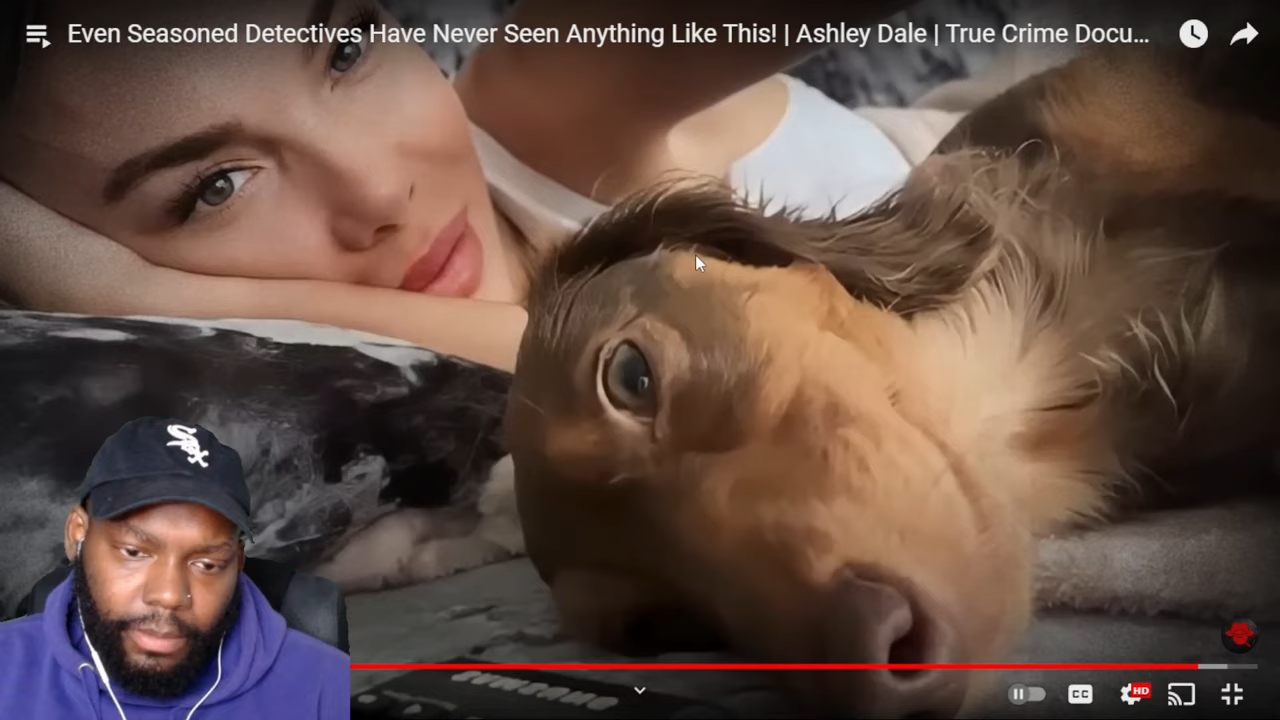 Even Seasoned Detectives Have Never Seen Anything Like This! | Ashley Dale | True Crime Docu...
Sox
CC
HD